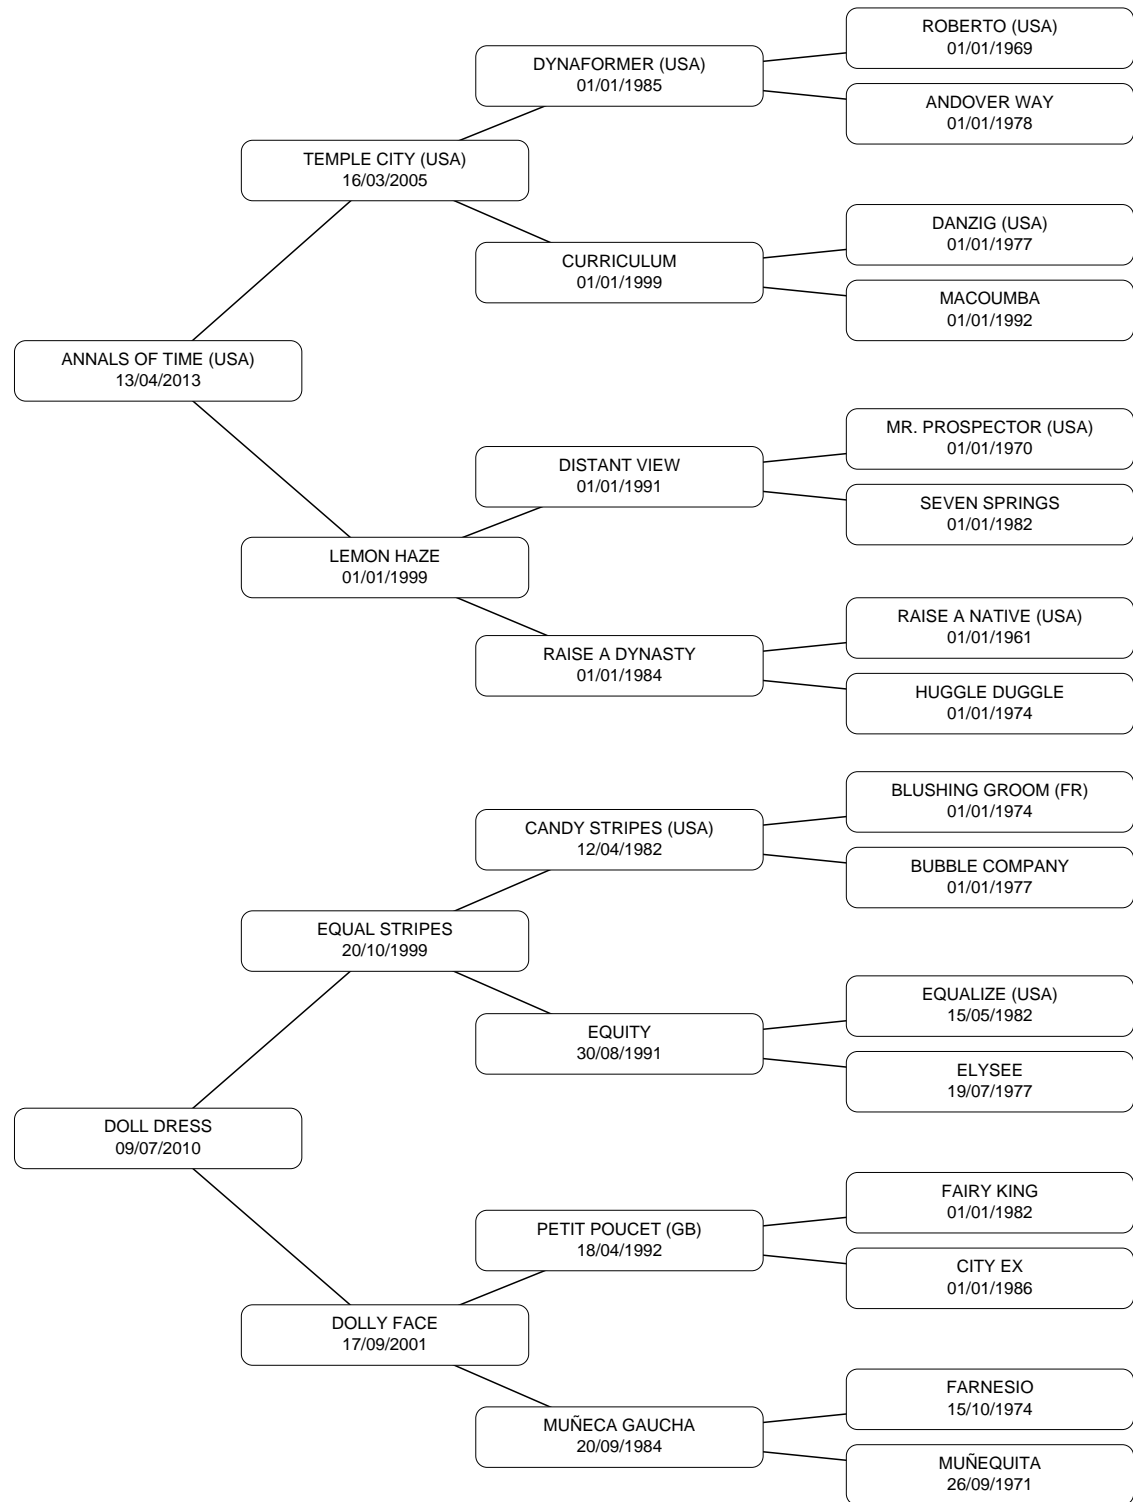 ROBERTO (USA)
01/01/1969
DYNAFORMER (USA)
01/01/1985
ANDOVER WAY
01/01/1978
TEMPLE CITY (USA)
16/03/2005
DANZIG (USA)
01/01/1977
CURRICULUM
01/01/1999
MACOUMBA
01/01/1992
ANNALS OF TIME (USA)
13/04/2013
MR. PROSPECTOR (USA)
01/01/1970
DISTANT VIEW
01/01/1991
SEVEN SPRINGS
01/01/1982
LEMON HAZE
01/01/1999
RAISE A NATIVE (USA)
01/01/1961
RAISE A DYNASTY
01/01/1984
HUGGLE DUGGLE
01/01/1974
BLUSHING GROOM (FR)
01/01/1974
CANDY STRIPES (USA)
12/04/1982
BUBBLE COMPANY
01/01/1977
EQUAL STRIPES
20/10/1999
EQUALIZE (USA)
15/05/1982
EQUITY
30/08/1991
ELYSEE
19/07/1977
DOLL DRESS
09/07/2010
FAIRY KING
01/01/1982
PETIT POUCET (GB)
18/04/1992
CITY EX
01/01/1986
DOLLY FACE
17/09/2001
FARNESIO
15/10/1974
MUÑECA GAUCHA
20/09/1984
MUÑEQUITA
26/09/1971